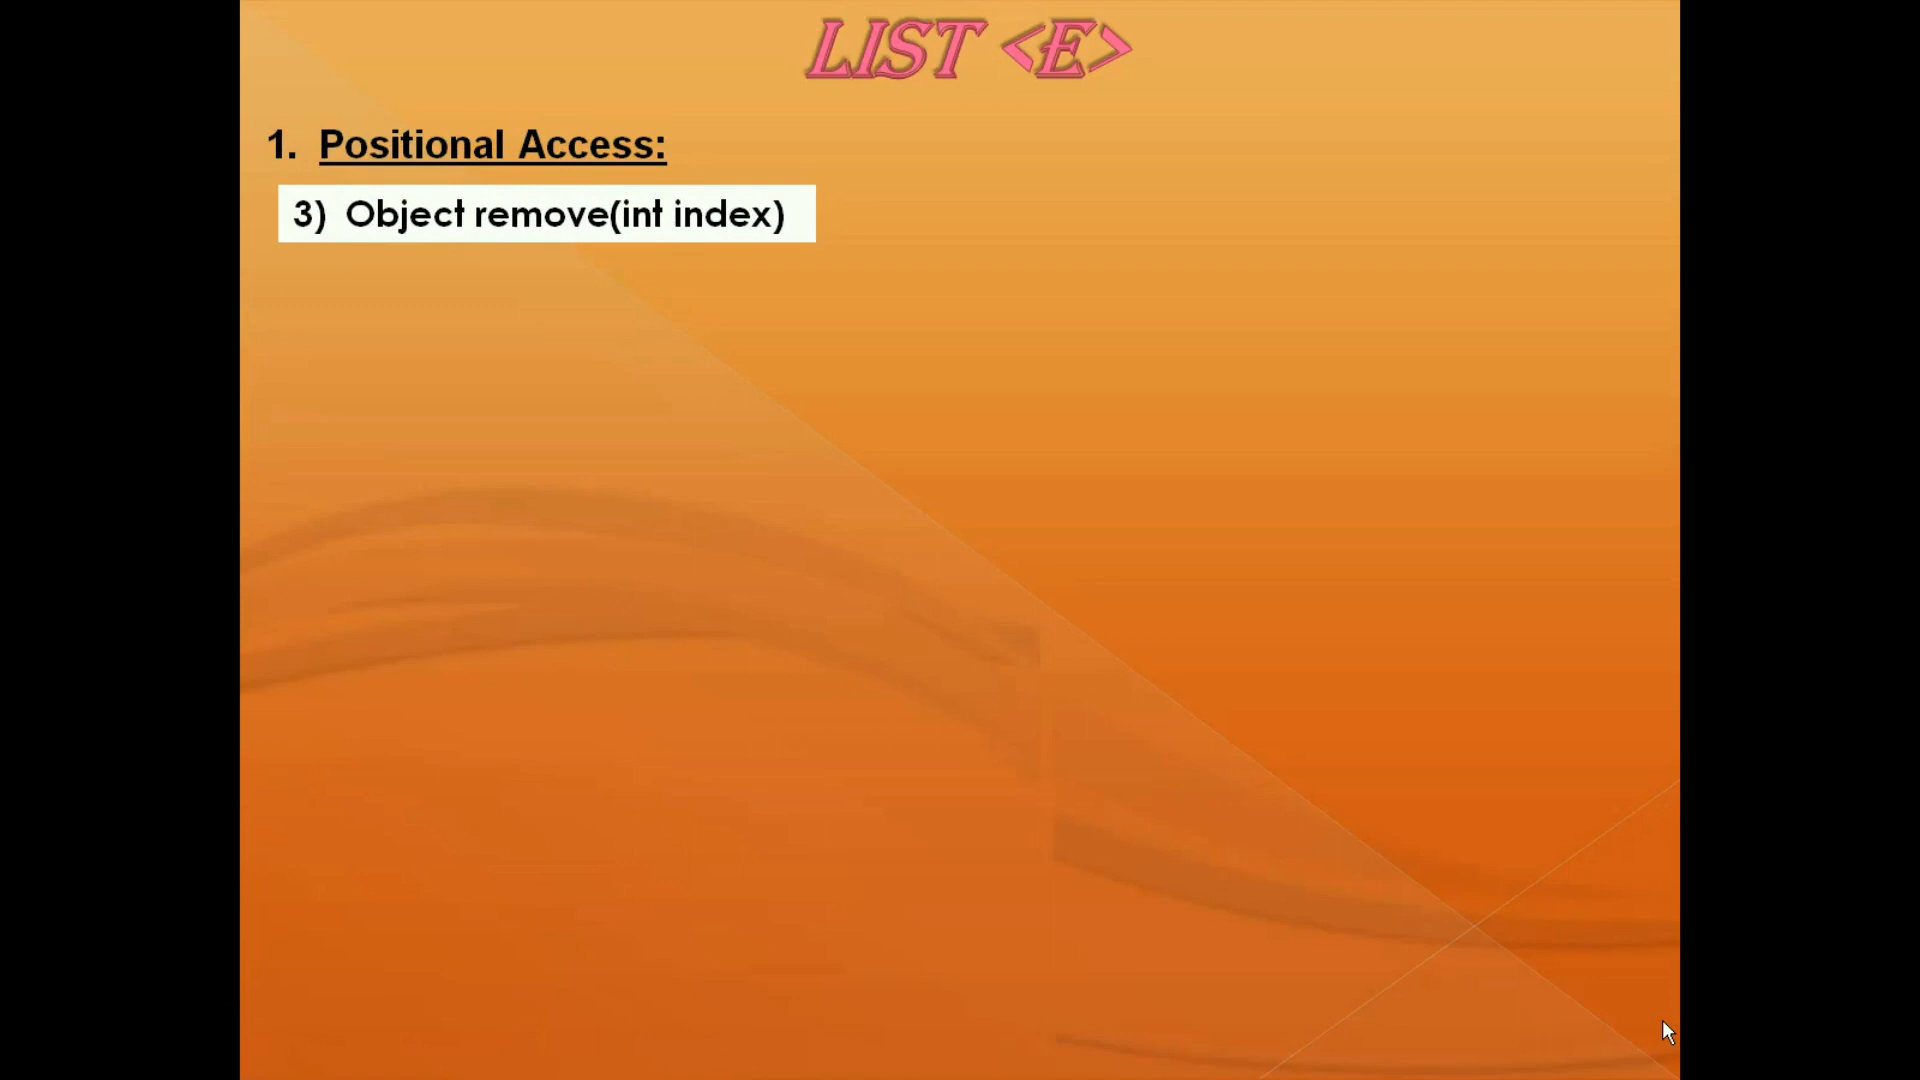 LIST <E>
1. Positional Access:
3) Object remove(int index)